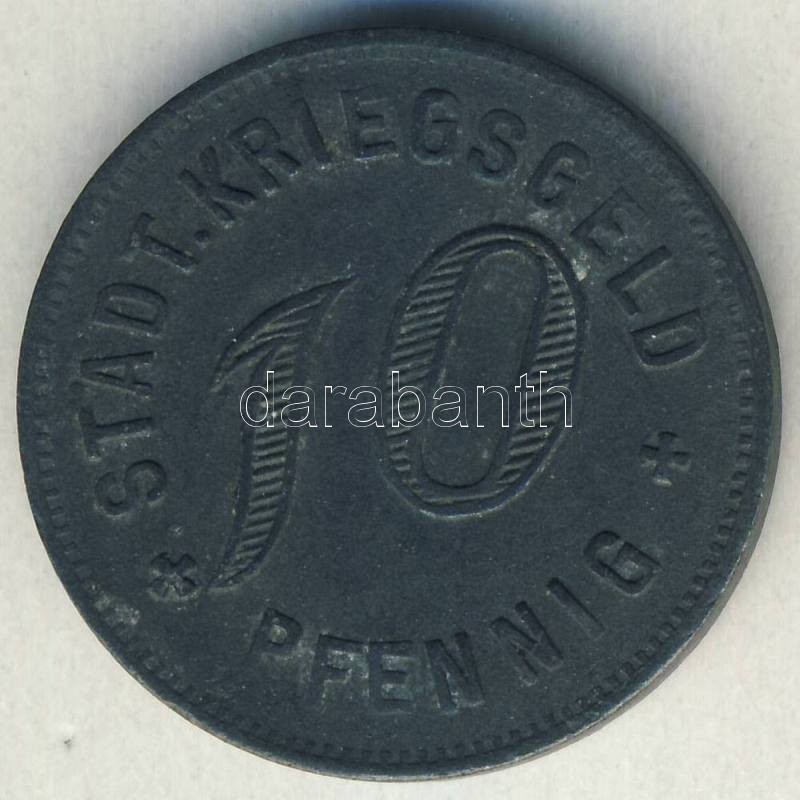 STADT.KRIEGSGELD
10
PFENNIG
darabanth